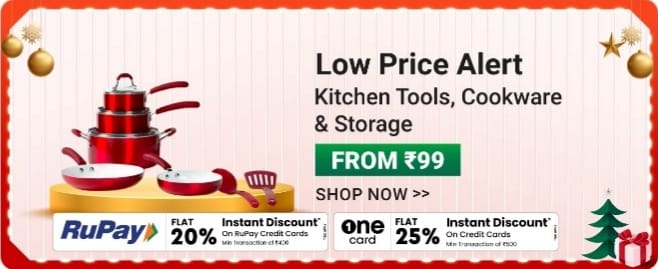 Low Price Alert
Kitchen Tools, Cookware
& Storage
FROM ₹99
SHOP NOW >>
RuPay
FLAT
20%
Instant Discount*
On RuPay Credit Cards
Min Transaction of ₹400
one
card
FLAT
25%
Instant Discount*
On Credit Cards
Min Transaction of ₹500